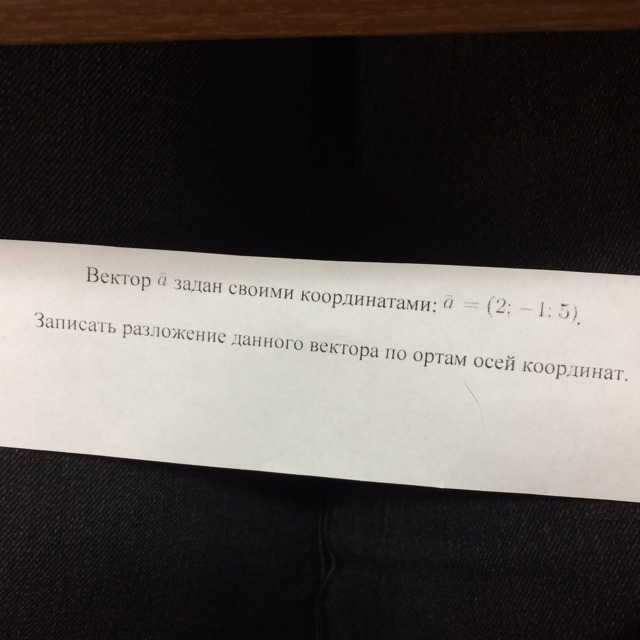 Вектор ā задан своими координатами: ā = (2; −1; 5).
Записать разложение данного вектора по ортам осей координат.